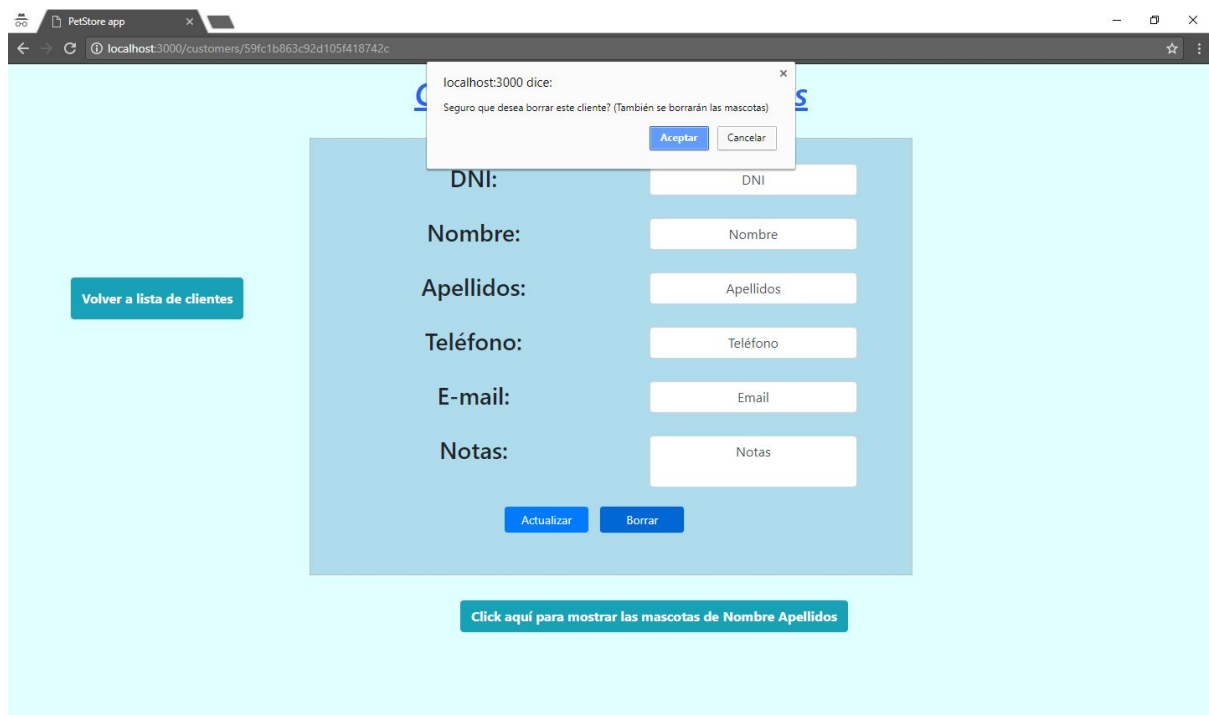 PetStore app
localhost:3000/customers/59fc1b863c92d105f418742c
localhost:3000 dice:
Seguro que desea borrar este cliente? (También se borrarán las mascotas)
Aceptar Cancelar
DNI: DNI
Nombre: Nombre
Apellidos: Apellidos
Volver a lista de clientes
Teléfono: Teléfono
E-mail: Email
Notas: Notas
Actualizar Borrar
Click aquí para mostrar las mascotas de Nombre Apellidos